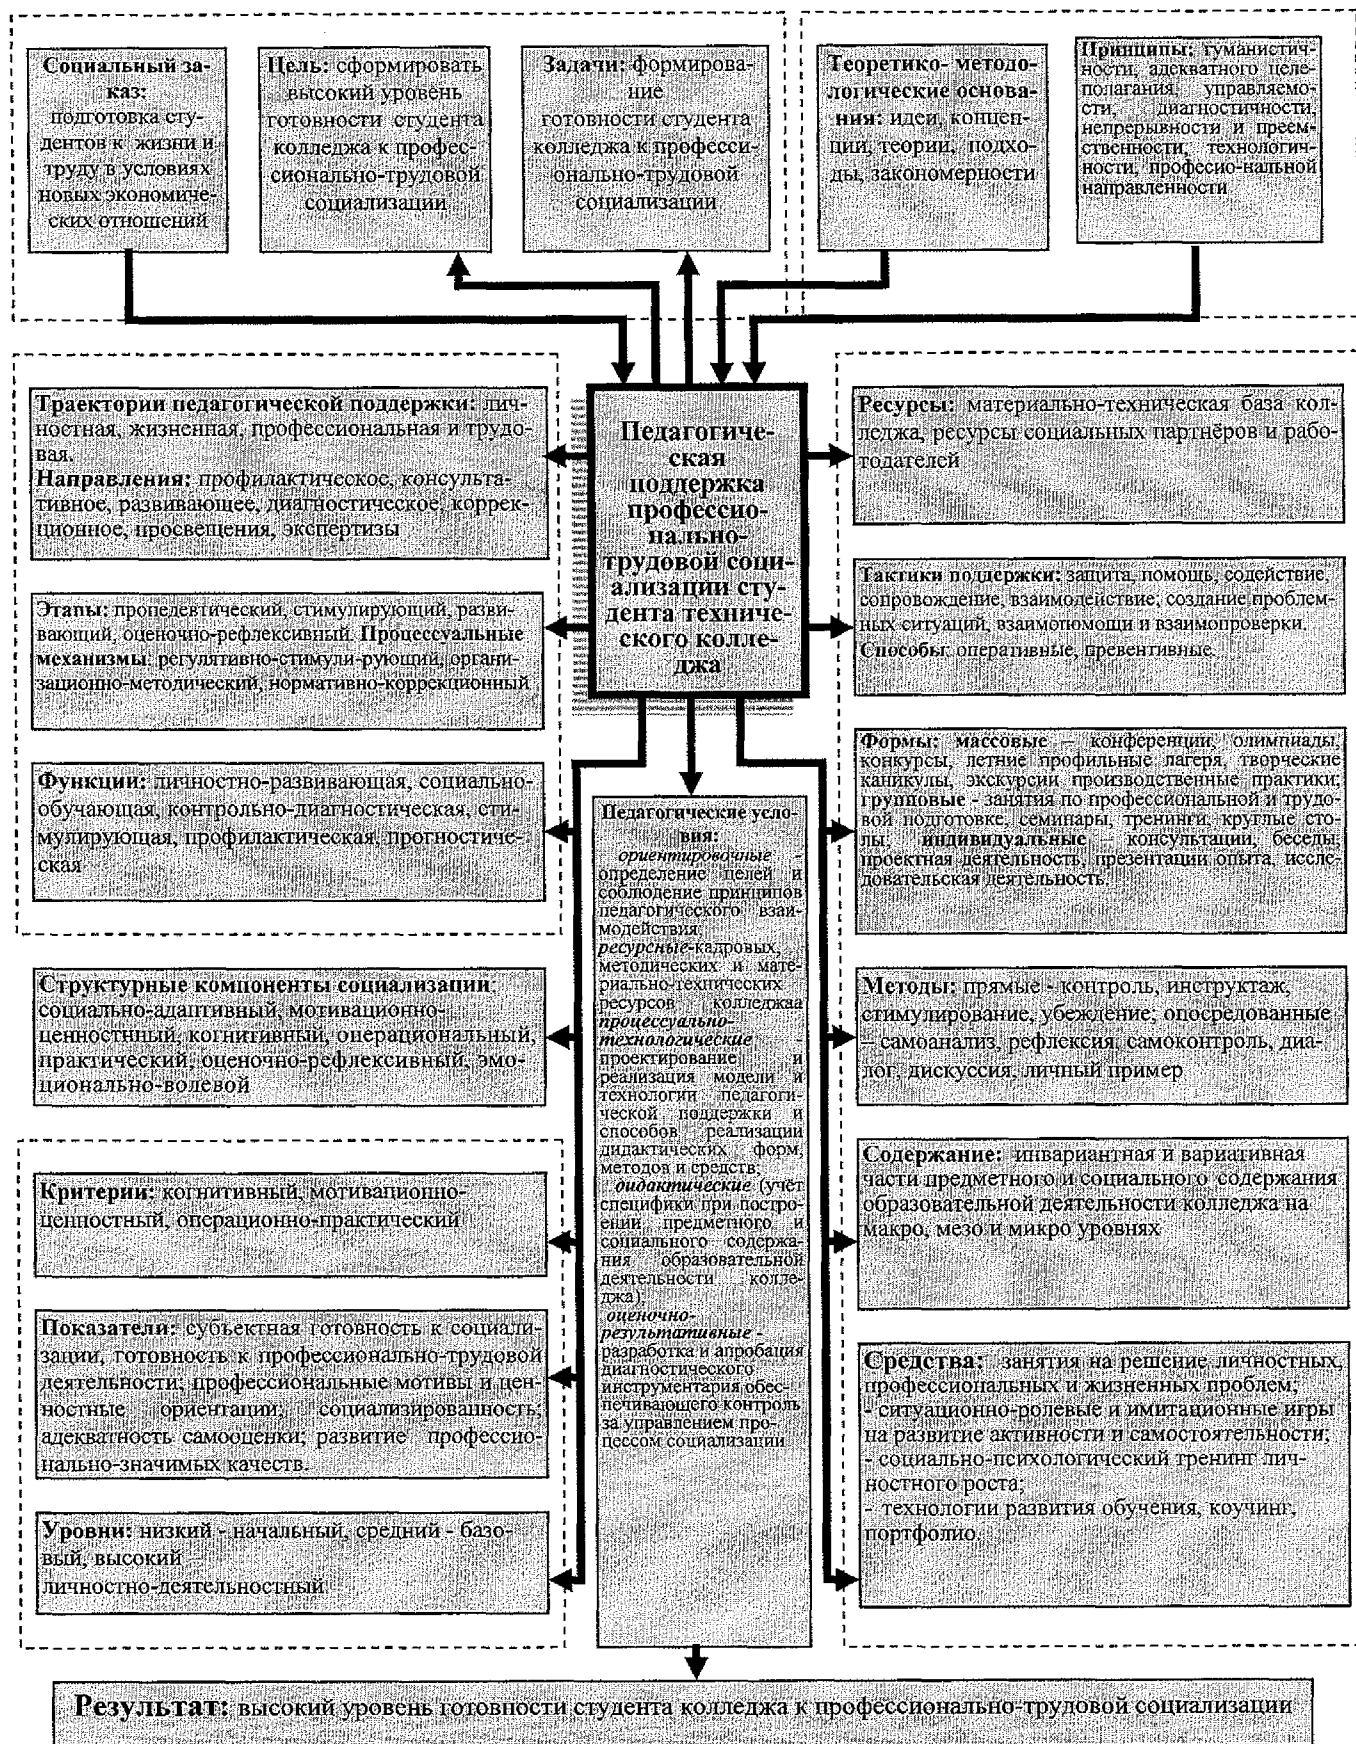 Социальный за-
каз:
подготовка сту-
дентов к жизни и
труду в условиях
новых экономиче-
ских отношений
Цель: сформировать
высокий уровень
готовности студента
колледжа к профес-
сионально-трудовой
социализации
Задачи: формирова-
ние
готовности студента
колледжа к професси-
онально-трудовой
социализации
Теоретико- методо-
логические основа-
ния: идеи, концеп-
ции, теории, подхо-
ды, закономерности
Принципы: гуманистич-
ности, адекватного целе-
полагания, управляемо-
сти, диагностичности,
непрерывности и преем-
ственности, технологич-
ности, професио-нальной
направленности
Траектории педагогической поддержки: лич-
ностная, жизненная, профессиональная и трудо-
вая.
Направления: профилактическое, консульта-
тивное, развивающее, диагностическое, коррек-
ционное, просвещения, экспертизы
Этапы: пропедевтический, стимулирующий, разви-
вающий, оценочно-рефлексивный. Процессуальные
механизмы: регулятивно-стимули-рующий, органи-
зационно-методический, нормативно-коррекционный
Функции: личностно-развивающая, социально-
обучающая, контрольно-диагностическая, сти-
мулирующая, профилактическая, прогностиче-
ская
Структурные компоненты социализации:
социально-адаптивный, мотивационно-
ценностнный, когнитивный, операциональный,
практический, оценочно-рефлексивный, эмо-
ционально-волевой
Критерии: когнитивный, мотивационно-
ценностный, операционно-практический
Показатели: субъектная готовность к социали-
зации, готовность к профессионально-трудовой
деятельности; профессиональные мотивы и цен-
ностные ориентации; социализированность;
адекватность самооценки; развитие профессио-
нально-значимых качеств.
Уровни: низкий - начальный, средний - базо-
вый, высокий –
личностно-деятельностный
Педагогиче-
ская
поддержка
профессио-
нально-
трудовой соци-
ализации сту-
дента техниче-
ского колле-
джа
Педагогические усло-
вия:
ориентировочные -
определение целей и
соблюдение принципов
педагогического взаи-
модействия;
ресурсные-кадровых,
методических и мате-
риально-технических
ресурсов колледжаа
процессуально-
технологические
проектирование и
реализация модели и
технологии педагоги-
ческой поддержки и
способов реализации
дидактических форм,
методов и средств;
дидактические (учёт
специфики при постро-
ении предметного и
социального содержа-
ния образовательной
деятельности колле-
джа)
оценочно-
результативные -
разработка и апробация
диагностического
инструментария обес-
печивающего контроль
за управлением про-
цессом социализации
Ресурсы: материально-техническая база кол-
леджа, ресурсы социальных партнёров и рабо-
тодателей
Тактики поддержки: защита, помощь, содействие,
сопровождение, взаимодействие, создание проблем-
ных ситуаций, взаимопомощи и взаимопроверки.
Способы: оперативные, превентивные.
Формы: массовые – конференции, олимпиады,
конкурсы, летние профильные лагеря, творческие
каникулы, экскурсии производственные практики;
групповые - занятия по профессиональной и трудо-
вой подготовке, семинары, тренинги, круглые сто-
лы; индивидуальные – консультации, беседы,
проектная деятельность, презентации опыта, иссле-
довательская деятельность.
Методы: прямые - контроль, инструктаж,
стимулирование, убеждение; опосредованные
– самоанализ, рефлексия, самоконтроль, диа-
лог, дискуссия, личный пример
Содержание: инвариантная и вариативная
части предметного и социального содержания
образовательной деятельности колледжа на
макро, мезо и микро уровнях
Средства: занятия на решение личностных,
профессиональных и жизненных проблем;
- ситуационно-ролевые и имитационные игры
на развитие активности и самостоятельности;
- социально-психологический тренинг лич-
ностного роста;
- технологии развития обучения, коучинг,
портфолио.
Результат: высокий уровень готовности студента колледжа к профессионально-трудовой социализации